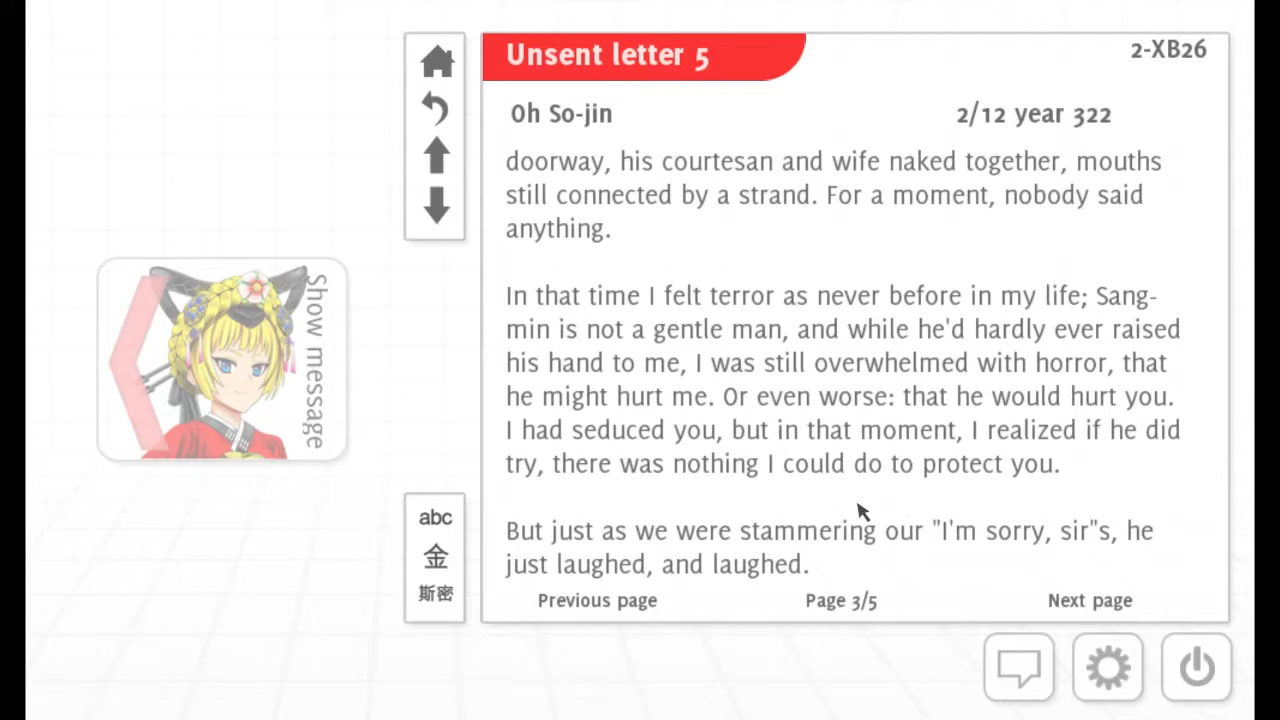 Unsent letter 5
2-XB26
Oh So-jin
2/12 year 322
doorway, his courtesan and wife naked together, mouths
still connected by a strand. For a moment, nobody said
anything.
In that time I felt terror as never before in my life; Sang-
min is not a gentle man, and while he'd hardly ever raised
his hand to me, I was still overwhelmed with horror, that
he might hurt me. Or even worse: that he would hurt you.
I had seduced you, but in that moment, I realized if he did
try, there was nothing I could do to protect you.
But just as we were stammering our "I'm sorry, sir"s, he
just laughed, and laughed.
Previous page
Page 3/5
Next page
Show message
abc
金
斯密